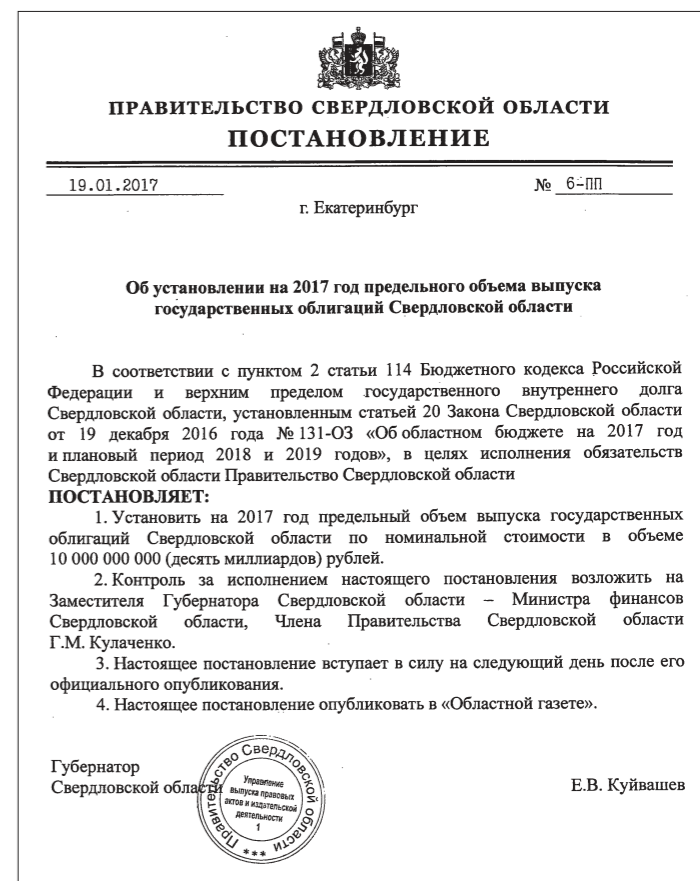 ПРАВИТЕЛЬСТВО СВЕРДЛОВСКОЙ ОБЛАСТИ
ПОСТАНОВЛЕНИЕ
19.01.2017
№ 6-ПП
г. Екатеринбург
Об установлении на 2017 год предельного объема выпуска
государственных облигаций Свердловской области
В соответствии с пунктом 2 статьи 114 Бюджетного кодекса Российской
Федерации и верхним пределом государственного внутреннего долга
Свердловской области, установленным статьей 20 Закона Свердловской области
от 19 декабря 2016 года № 131-ОЗ «Об областном бюджете на 2017 год
и плановый период 2018 и 2019 годов», в целях исполнения обязательств
Свердловской области Правительство Свердловской области
ПОСТАНОВЛЯЕТ:
1. Установить на 2017 год предельный объем выпуска государственных
облигаций Свердловской области по номинальной стоимости в объеме
10 000 000 000 (десять миллиардов) рублей.
2. Контроль за исполнением настоящего постановления возложить на
Заместителя Губернатора Свердловской области – Министра финансов
Свердловской области, Члена Правительства Свердловской области
Г.М. Кулаченко.
3. Настоящее постановление вступает в силу на следующий день после его
официального опубликования.
4. Настоящее постановление опубликовать в «Областной газете».
Губернатор
Свердловской области
Е.В. Куйвашев
Правительство Свердловской области ***
Управление
выпуска правовых
актов и издательской
деятельности
1